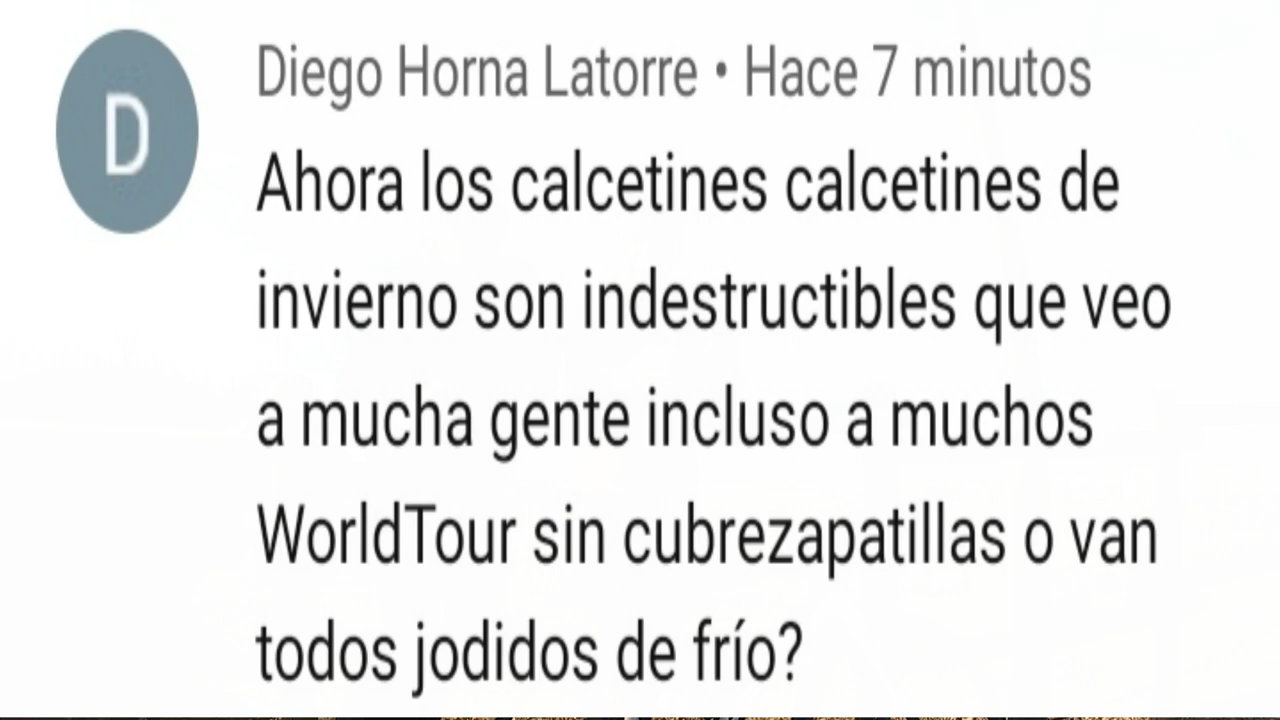 D
Diego Horna Latorre • Hace 7 minutos
Ahora los calcetines calcetines de
invierno son indestructibles que veo
a mucha gente incluso a muchos
WorldTour sin cubrezapatillas o van
todos jodidos de frío?